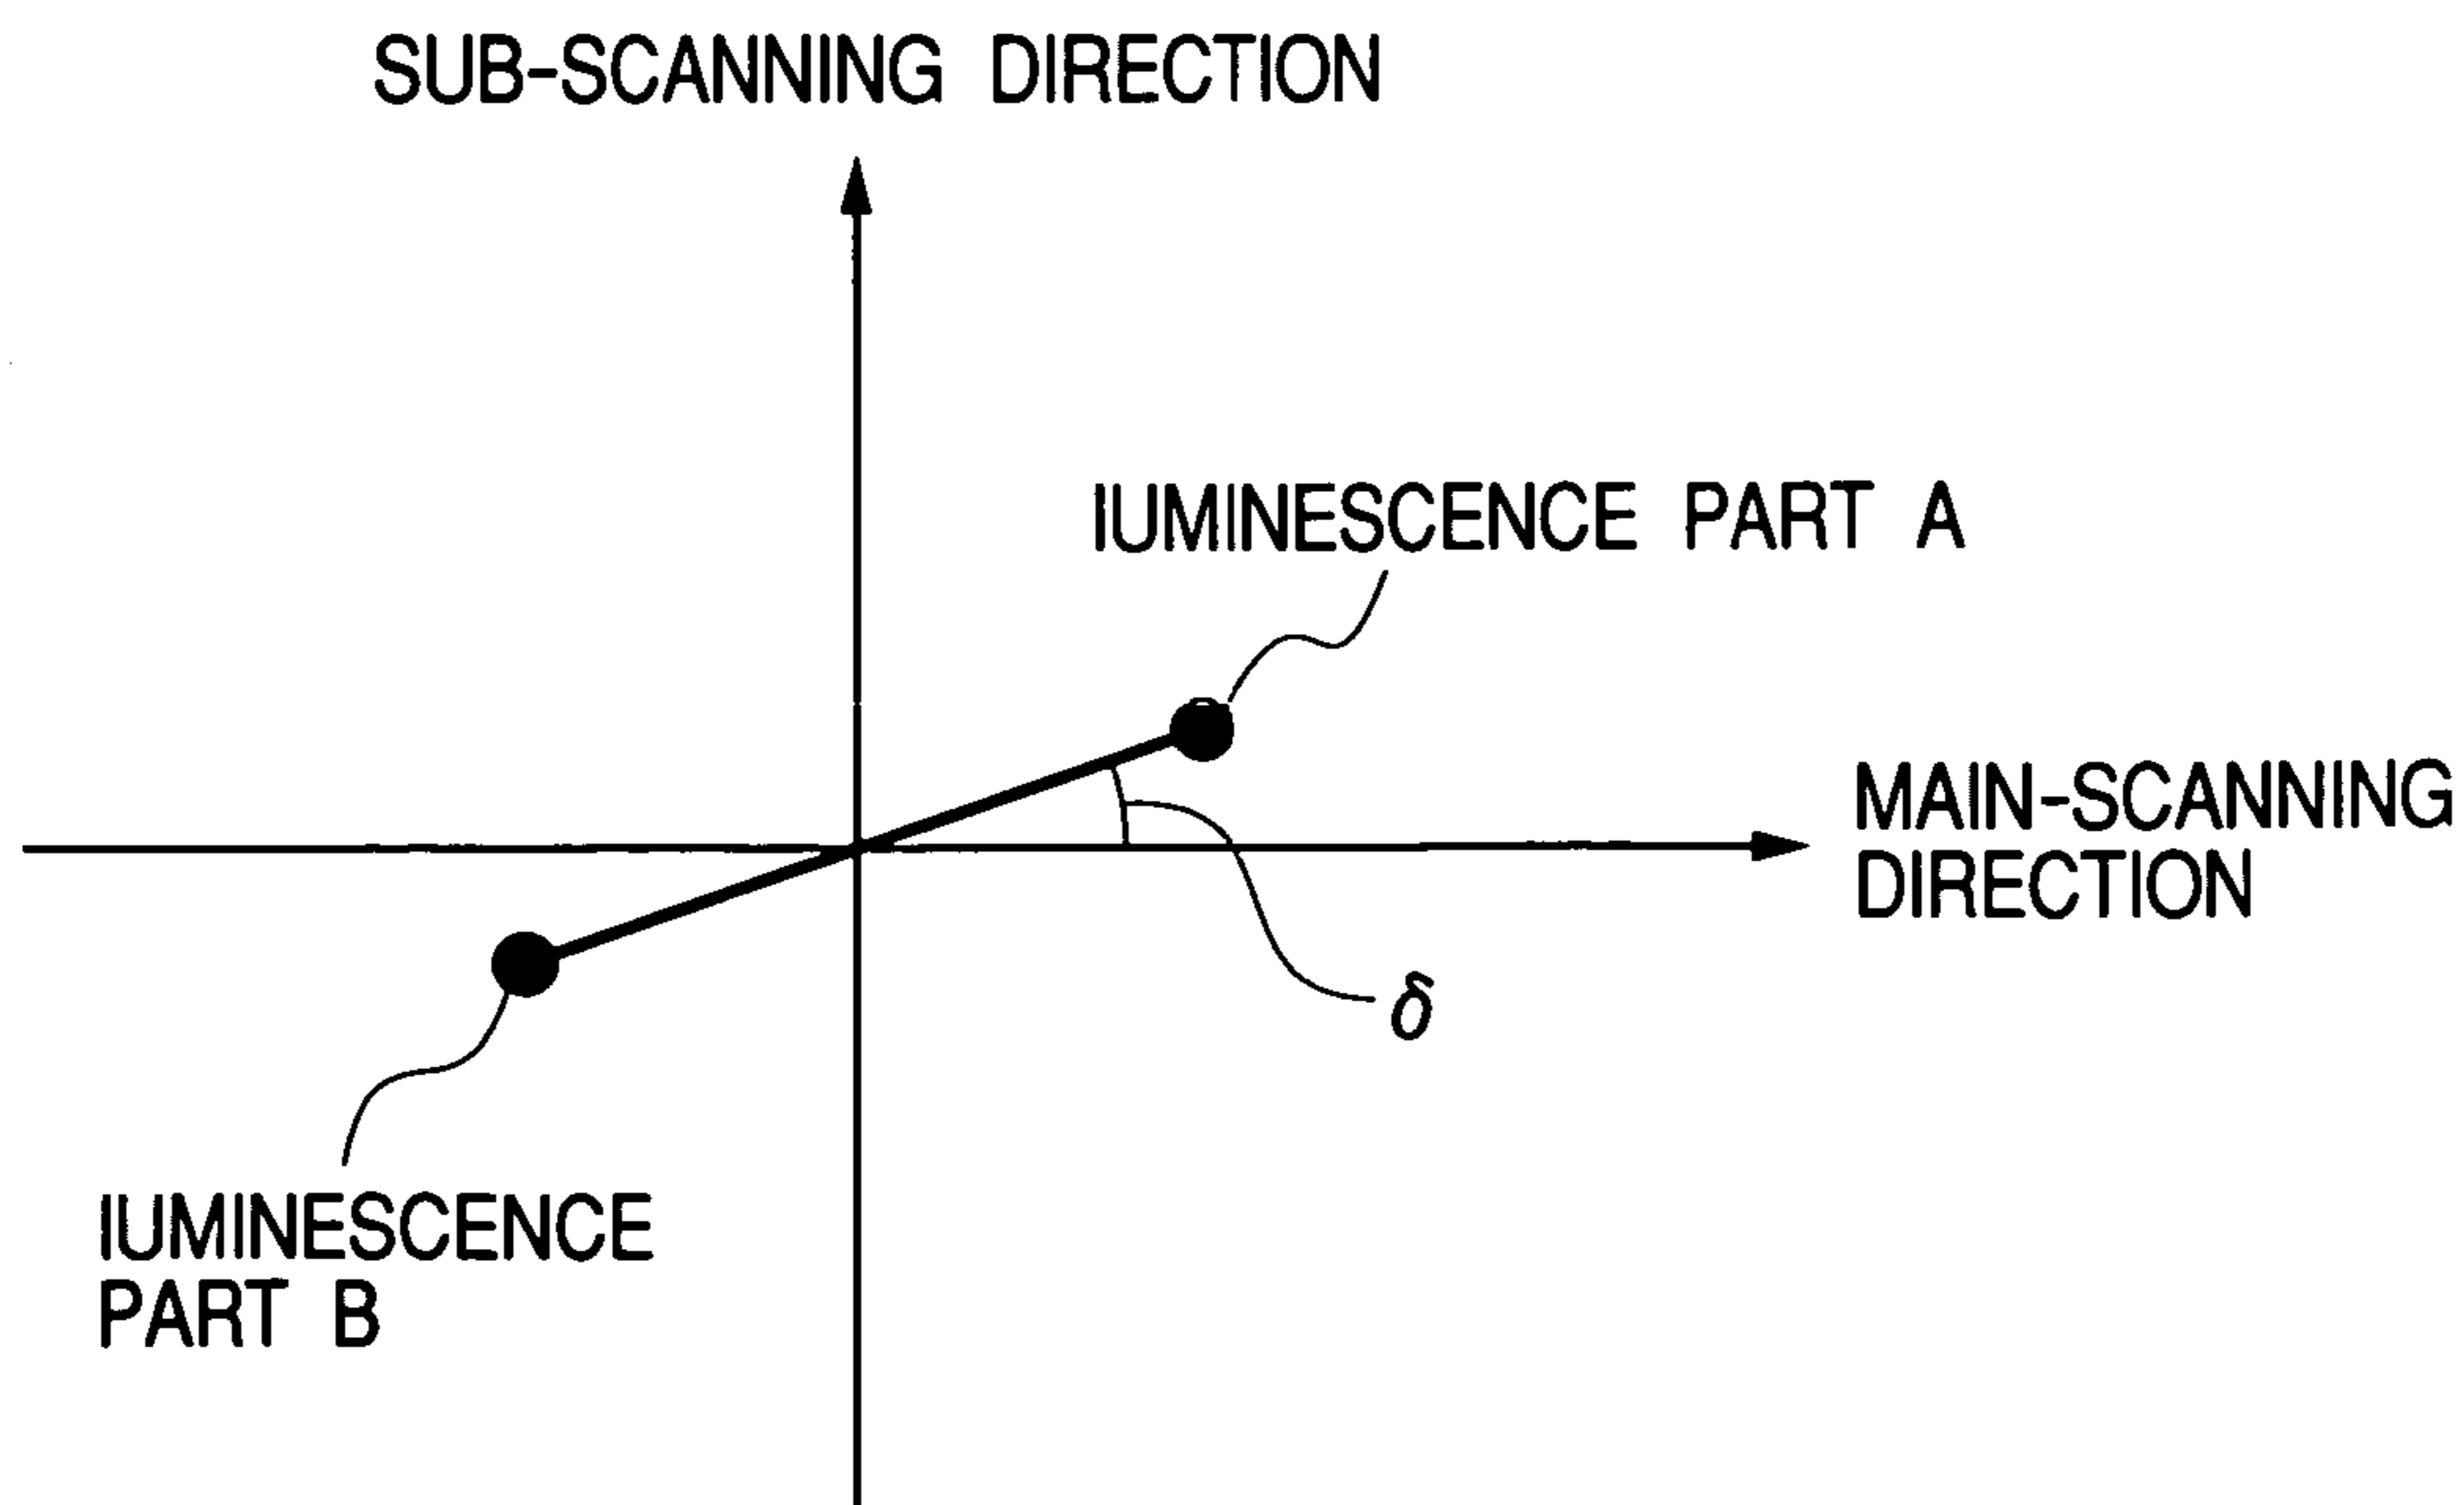 SUB-SCANNING DIRECTION
IUMINESCENCE PART A
MAIN-SCANNING
DIRECTION
δ
IUMINESCENCE
PART B